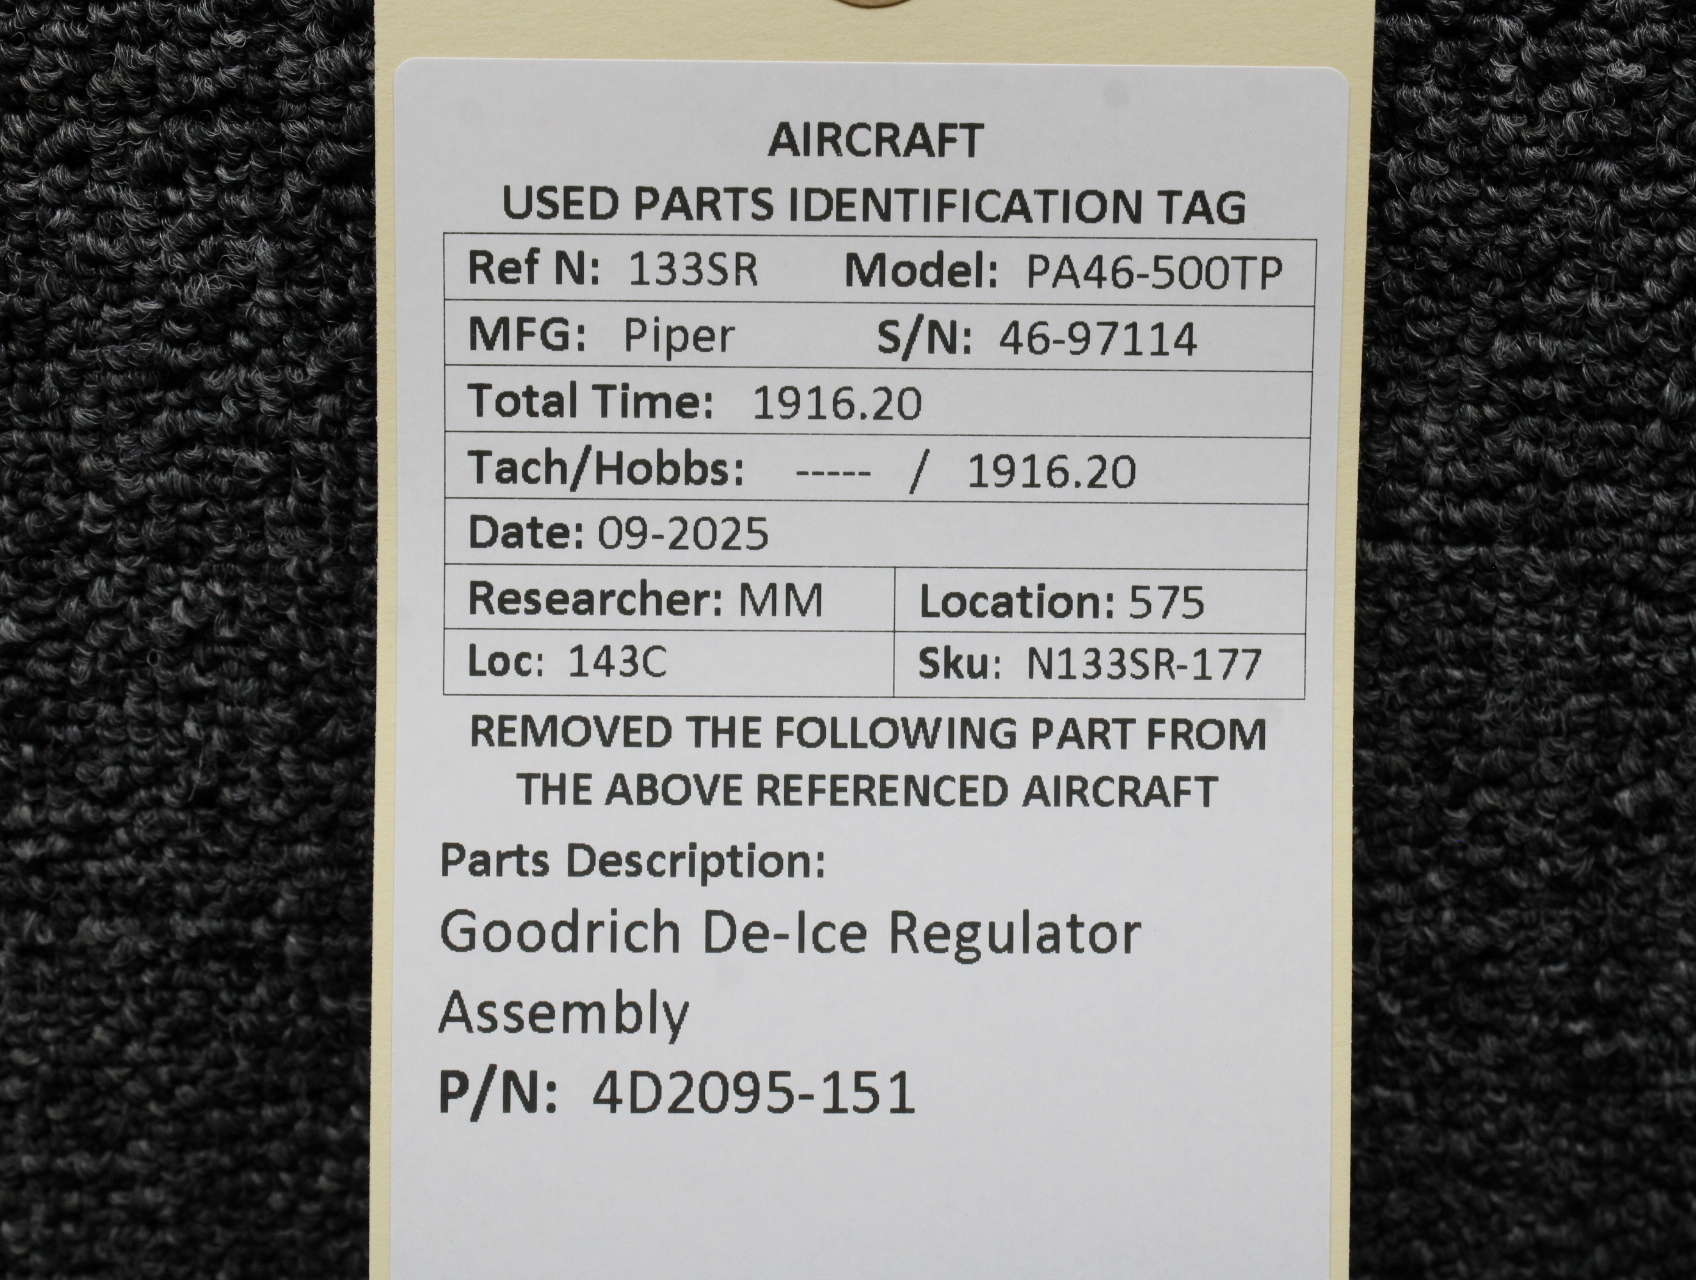 AIRCRAFT
USED PARTS IDENTIFICATION TAG
Ref N: 133SR Model: PA46-500TP
MFG: Piper S/N: 46-97114
Total Time: 1916.20
Tach/Hobbs: ----- / 1916.20
Date: 09-2025
Researcher: MM Location: 575
Loc: 143C Sku: N133SR-177
REMOVED THE FOLLOWING PART FROM
THE ABOVE REFERENCED AIRCRAFT
Parts Description:
Goodrich De-Ice Regulator
Assembly
P/N: 4D2095-151